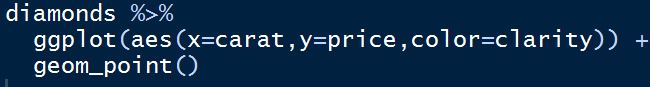 diamonds %>%
  ggplot(aes(x=carat,y=price,color=clarity)) +
  geom_point()